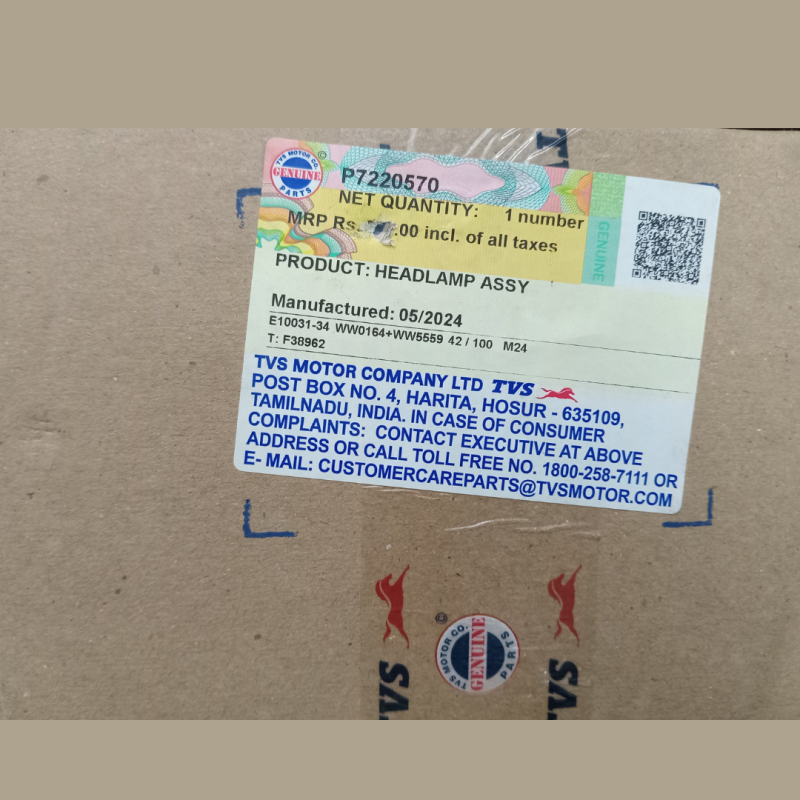 TVS MOTOR CO. ©
GENUINE
PARTS
P7220570
NET QUANTITY: 1 number
MRP Rs. .00 incl. of all taxes
GENUINE
PRODUCT: HEADLAMP ASSY
Manufactured: 05/2024
E10031-34 WW0164+WW5559 42 / 100 M24
T: F38962
TVS MOTOR COMPANY LTD TVS
POST BOX NO. 4, HARITA, HOSUR - 635109,
TAMILNADU, INDIA. IN CASE OF CONSUMER
COMPLAINTS: CONTACT EXECUTIVE AT ABOVE
ADDRESS OR CALL TOLL FREE NO. 1800-258-7111 OR
E- MAIL: CUSTOMERCAREPARTS@TVSMOTOR.COM
TVS
© TVS MOTOR CO.
GENUINE
PARTS
TVS